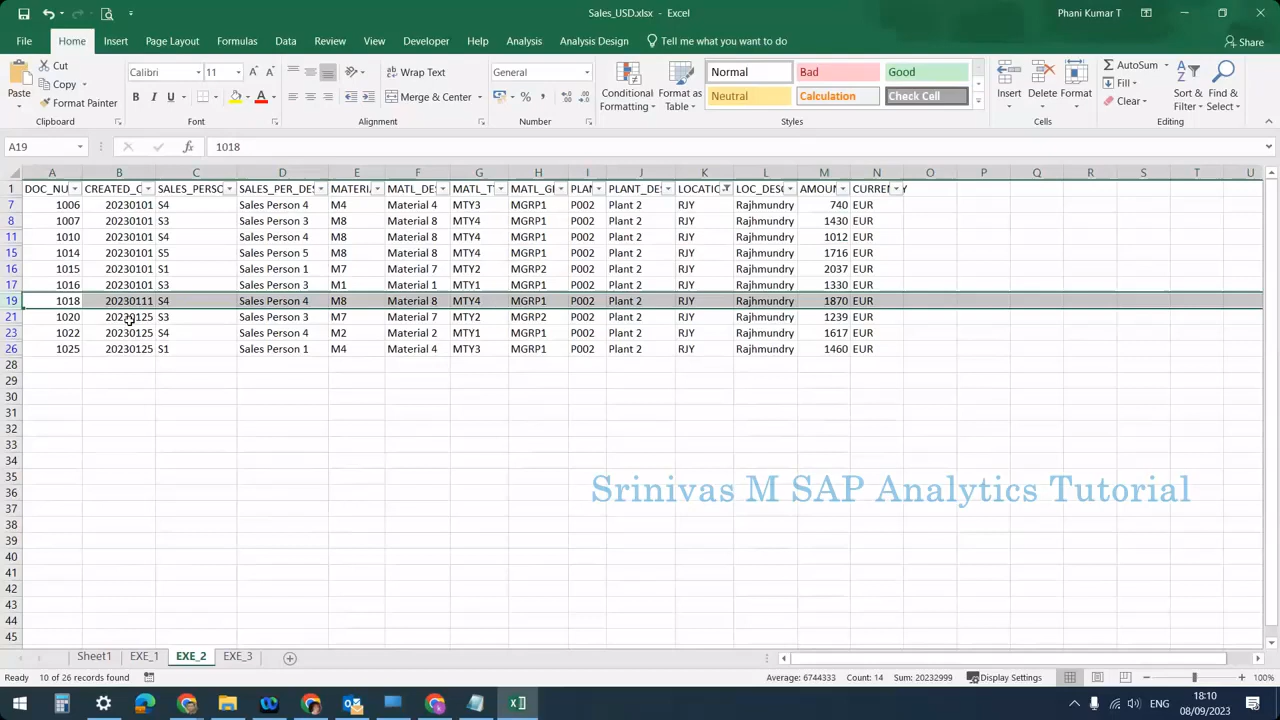 Sales_USD.xlsx - Excel
Phani Kumar T
File Home Insert Page Layout Formulas Data Review View Developer Help Analysis Analysis Design Tell me what you want to do Share
Paste
Cut
Copy
Format Painter
Clipboard
Calibri 11
B I U
Font
Wrap Text
Merge & Center
Alignment
General
Number
Conditional Formatting
Format as Table
Normal Bad Good
Neutral Calculation Check Cell
Styles
Insert Delete Format
Cells
AutoSum
Fill
Clear
Sort & Filter
Find & Select
Editing
A19 fx 1018
A B C D E F G H I J K L M N O P Q R S T U
1 DOC_NU CREATED_C SALES_PERSO SALES_PER_DE MATERI MATL_DE MATL_T MATL_G PLAN PLANT_DE LOCATIO LOC_DESC AMOUN CURRENCY
7 1006 20230101 S4 Sales Person 4 M4 Material 4 MTY3 MGRP1 P002 Plant 2 RJY Rajhmundry 740 EUR
8 1007 20230101 S3 Sales Person 3 M8 Material 8 MTY4 MGRP1 P002 Plant 2 RJY Rajhmundry 1430 EUR
11 1010 20230101 S4 Sales Person 4 M8 Material 8 MTY4 MGRP1 P002 Plant 2 RJY Rajhmundry 1012 EUR
15 1014 20230101 S5 Sales Person 5 M8 Material 8 MTY4 MGRP1 P002 Plant 2 RJY Rajhmundry 1716 EUR
16 1015 20230101 S1 Sales Person 1 M7 Material 7 MTY2 MGRP2 P002 Plant 2 RJY Rajhmundry 2037 EUR
17 1016 20230101 S3 Sales Person 3 M1 Material 1 MTY1 MGRP1 P002 Plant 2 RJY Rajhmundry 1330 EUR
19 1018 20230111 S4 Sales Person 4 M8 Material 8 MTY4 MGRP1 P002 Plant 2 RJY Rajhmundry 1870 EUR
21 1020 20230125 S3 Sales Person 3 M7 Material 7 MTY2 MGRP2 P002 Plant 2 RJY Rajhmundry 1239 EUR
23 1022 20230125 S4 Sales Person 4 M2 Material 2 MTY1 MGRP1 P002 Plant 2 RJY Rajhmundry 1617 EUR
26 1025 20230125 S1 Sales Person 1 M4 Material 4 MTY3 MGRP1 P002 Plant 2 RJY Rajhmundry 1460 EUR
28
29
30
31
32
33
34
35
36
37
38
39
40
41
42
43
44
45
Srinivas M SAP Analytics Tutorial
Sheet1 EXE_1 EXE_2 EXE_3
Ready 10 of 26 records found Average: 6744333 Count: 14 Sum: 20232999 Display Settings 100%
18:10
08/09/2023